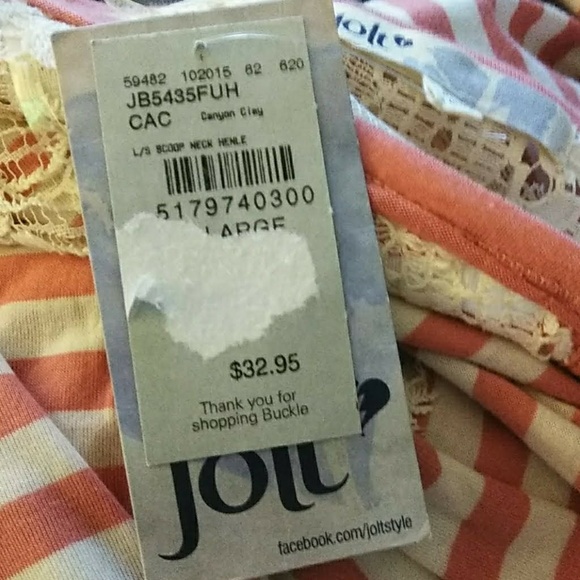 59482 102015 62 620
JB5435FUH
CAC Canyon Clay
L/S SCOOP NECK HENLE
5179740300
LARGE
$32.95
Thank you for
shopping Buckle
jolt
facebook.com/joltstyle
jolt